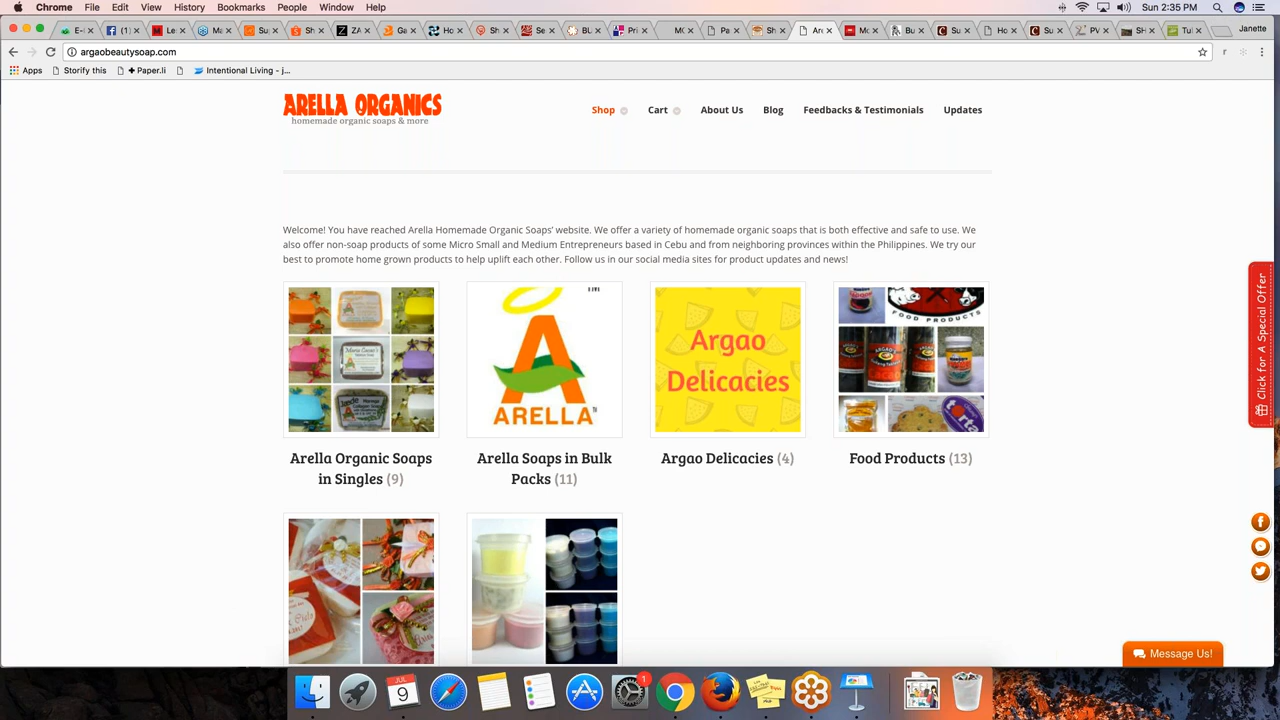 Chrome File Edit View History Bookmarks People Window Help Sun 2:35 PM
Janette
argaobeautysoap.com
Apps Storify this Paper.li Intentional Living - j...
ARELLA ORGANICS
homemade organic soaps & more
Shop Cart About Us Blog Feedbacks & Testimonials Updates
Welcome! You have reached Arella Homemade Organic Soaps' website. We offer a variety of homemade organic soaps that is both effective and safe to use. We
also offer non-soap products of some Micro Small and Medium Entrepreneurs based in Cebu and from neighboring provinces within the Philippines. We try our
best to promote home grown products to help uplift each other. Follow us in our social media sites for product updates and news!
Click for A Special Offer
ARELLA
Argao
Delicacies
FOOD PRODUCTS
ARGAO
torta
Arella Organic Soaps
in Singles (9)
Arella Soaps in Bulk
Packs (11)
Argao Delicacies (4)
Food Products (13)
Message Us!
JUL
9
1